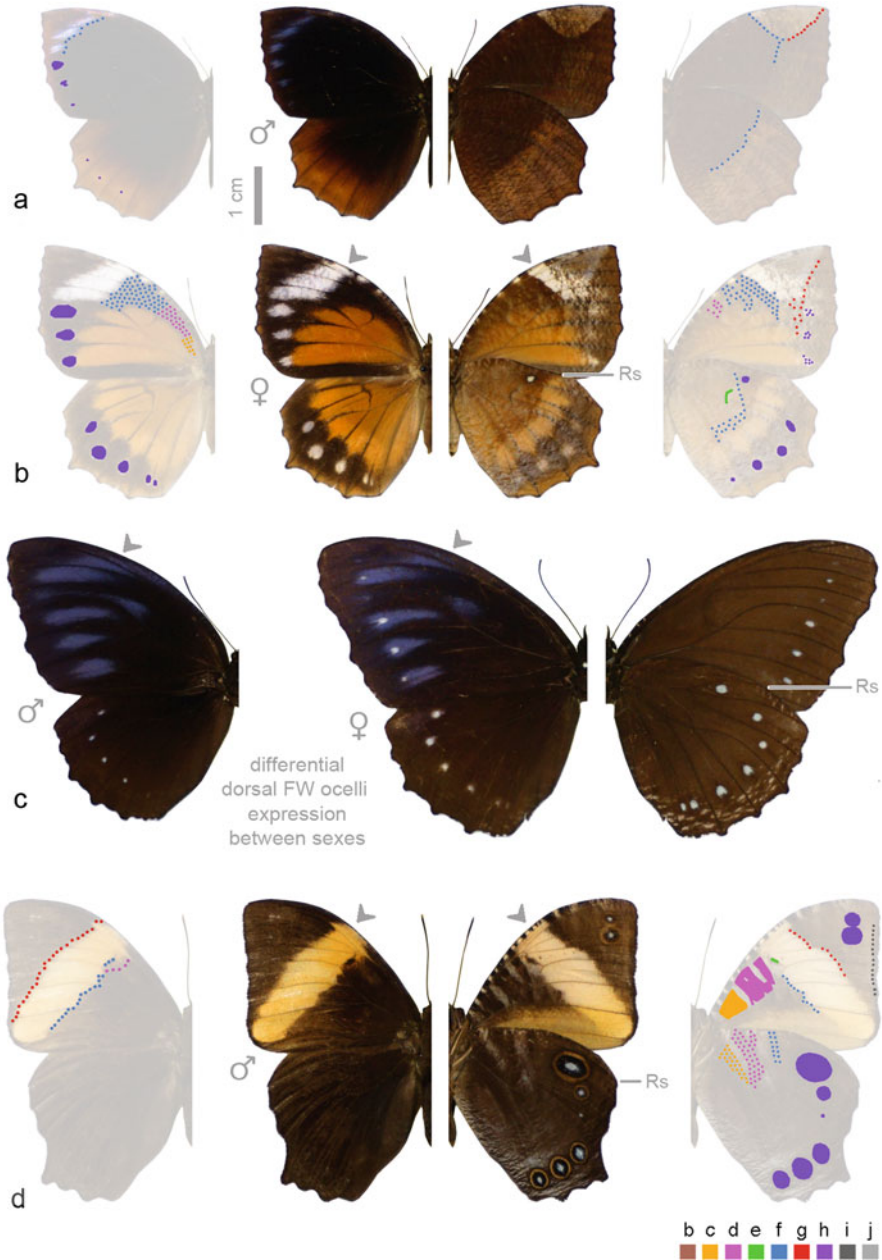 ♂
1 cm
a
♀
Rs
b
♂
♀
Rs
differential
dorsal FW ocelli
expression
between sexes
c
♂
Rs
d
b c d e f g h i j